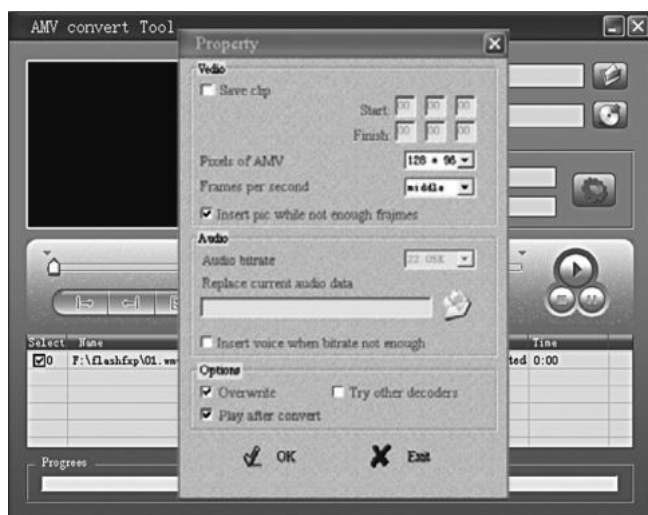 AMV convert Tool
Property
Vedio
Save clip
Start: 00 00 00
Finish: 00 00 00
Pixels of AMV 128 * 96
Frames per second middle
Insert pic while not enough frajmes
Audio
Audio bitrate 22 05K
Replace current audio data
Insert voice when bitrate not enough
Select Name Time
0 F:\flashfxp\01.wm ted 0:00
Options
Overwrite Try other decoders
Play after convert
OK Exit
Progrees